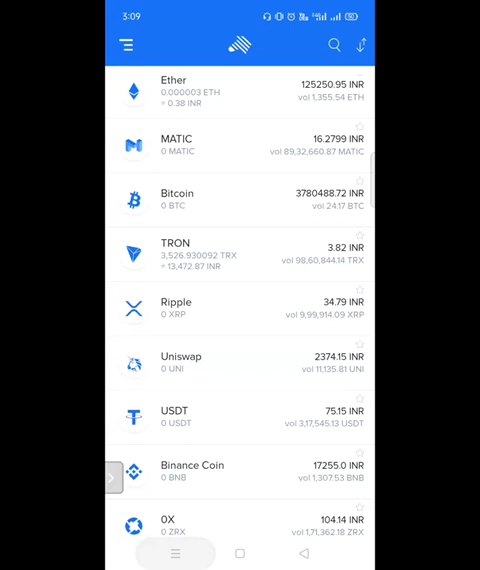 3:09
Ether
125250.95 INR
0.000003 ETH
vol 1,355.54 ETH
≈ 0.38 INR
MATIC
16.2799 INR
0 MATIC
vol 89,32,660.87 MATIC
Bitcoin
3780488.72 INR
0 BTC
vol 24.17 BTC
TRON
3.82 INR
3,526.930092 TRX
vol 98,60,844.14 TRX
≈ 13,472.87 INR
Ripple
34.79 INR
0 XRP
vol 9,99,914.09 XRP
Uniswap
2374.15 INR
0 UNI
vol 11,135.81 UNI
USDT
75.15 INR
0 USDT
vol 3,17,545.13 USDT
Binance Coin
17255.0 INR
0 BNB
vol 1,307.53 BNB
0X
104.14 INR
0 ZRX
vol 1,71,362.18 ZRX